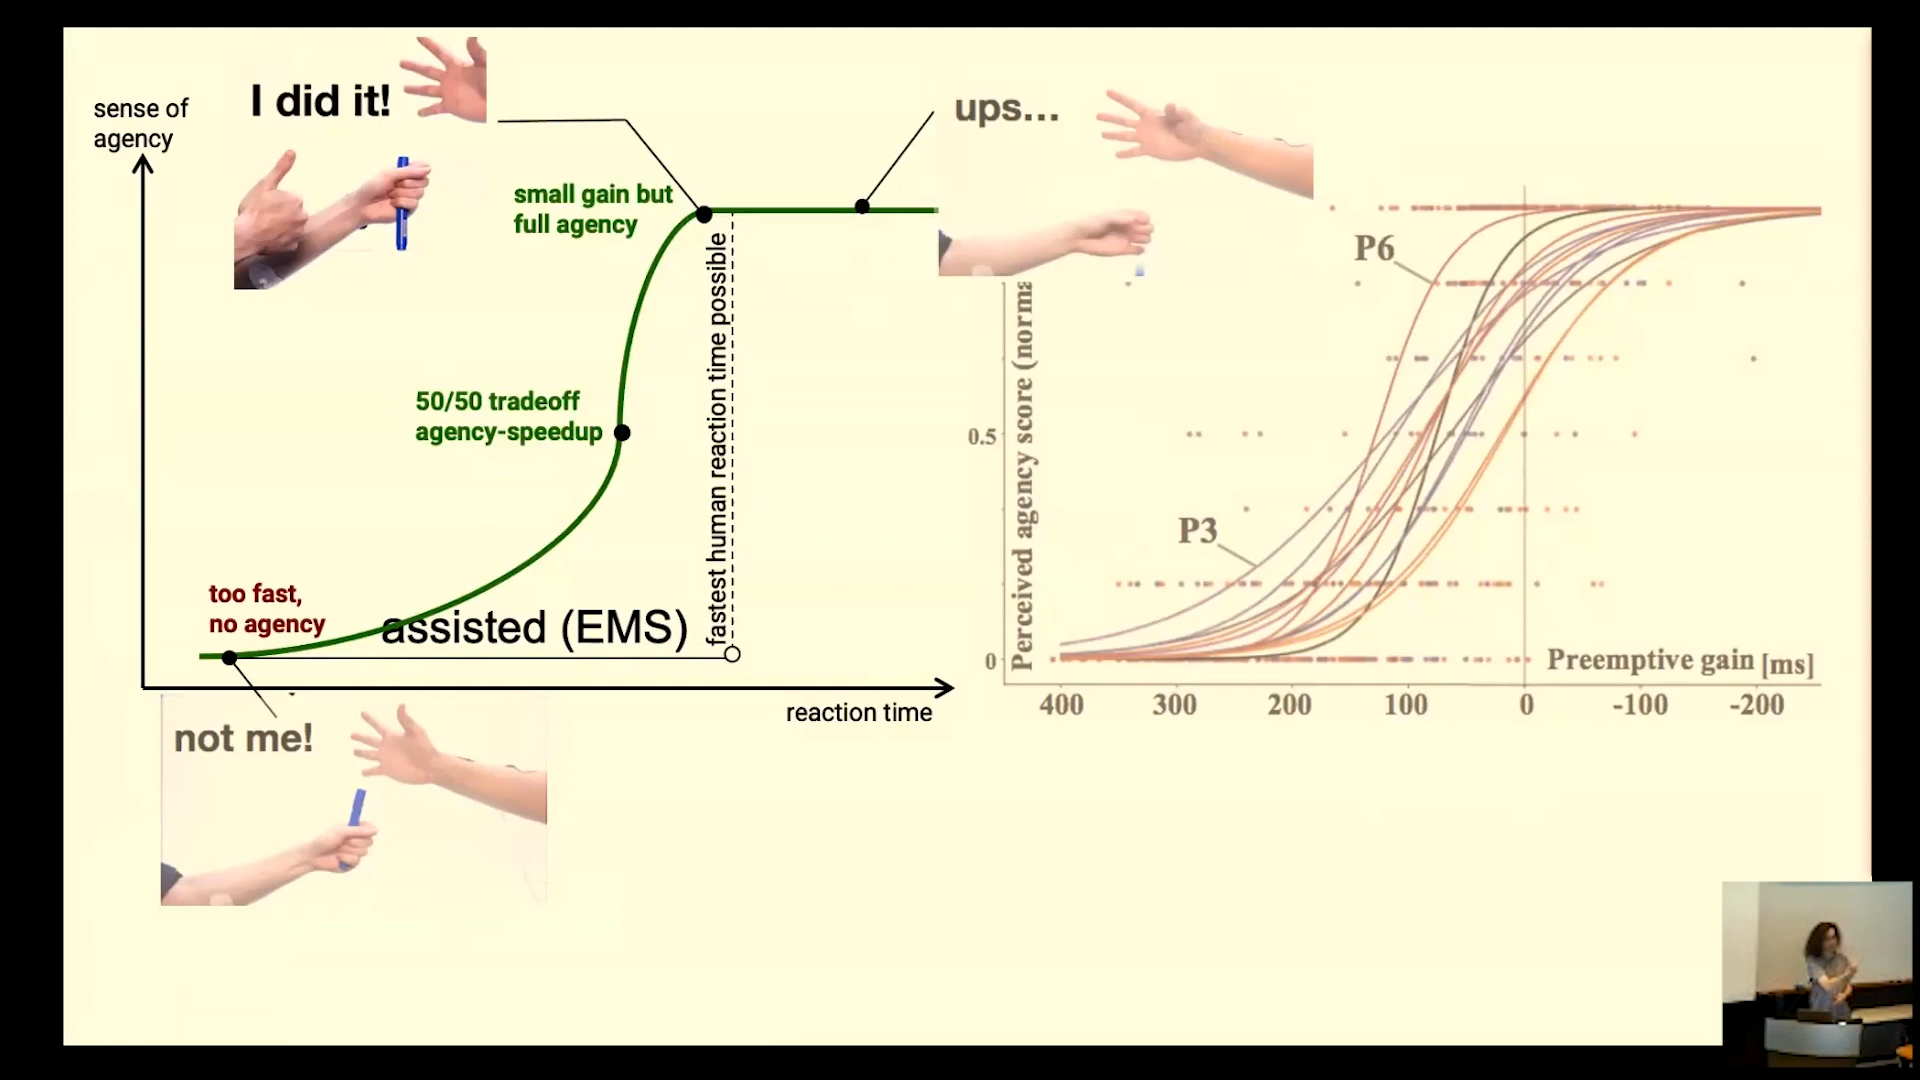 sense of
agency
I did it!
small gain but
full agency
50/50 tradeoff
agency-speedup
too fast,
no agency
assisted (EMS)
fastest human reaction time possible
reaction time
not me!
ups...
P6
P3
Perceived agency score (norma
0.5
0
Preemptive gain [ms]
400 300 200 100 0 -100 -200